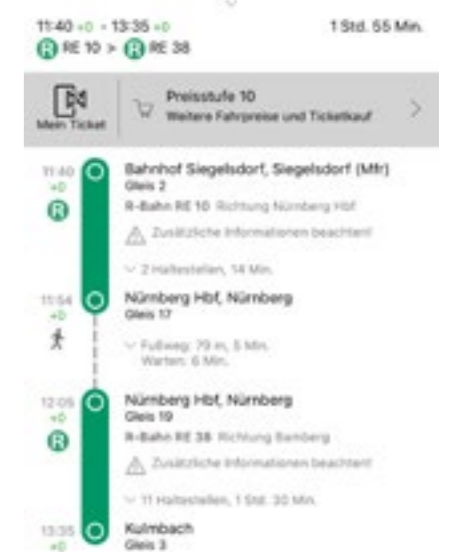 11:40 +0 - 13:35 +0 1 Std. 55 Min.
R RE 10 > R RE 38
Mein Ticket
Preisstufe 10
Weitere Fahrpreise und Ticketkauf
11:40 Bahnhof Siegelsdorf, Siegelsdorf (Mfr)
+0 Gleis 2
R R-Bahn RE 10 Richtung Nürnberg Hbf
Zusätzliche Informationen beachten!
2 Haltestellen, 14 Min.
11:54 Nürnberg Hbf, Nürnberg
+0 Gleis 17
Fußweg: 79 m, 5 Min.
Warten: 6 Min.
12:05 Nürnberg Hbf, Nürnberg
+0 Gleis 19
R R-Bahn RE 38 Richtung Bamberg
Zusätzliche Informationen beachten!
11 Haltestellen, 1 Std. 30 Min.
13:35 Kulmbach
+0 Gleis 3